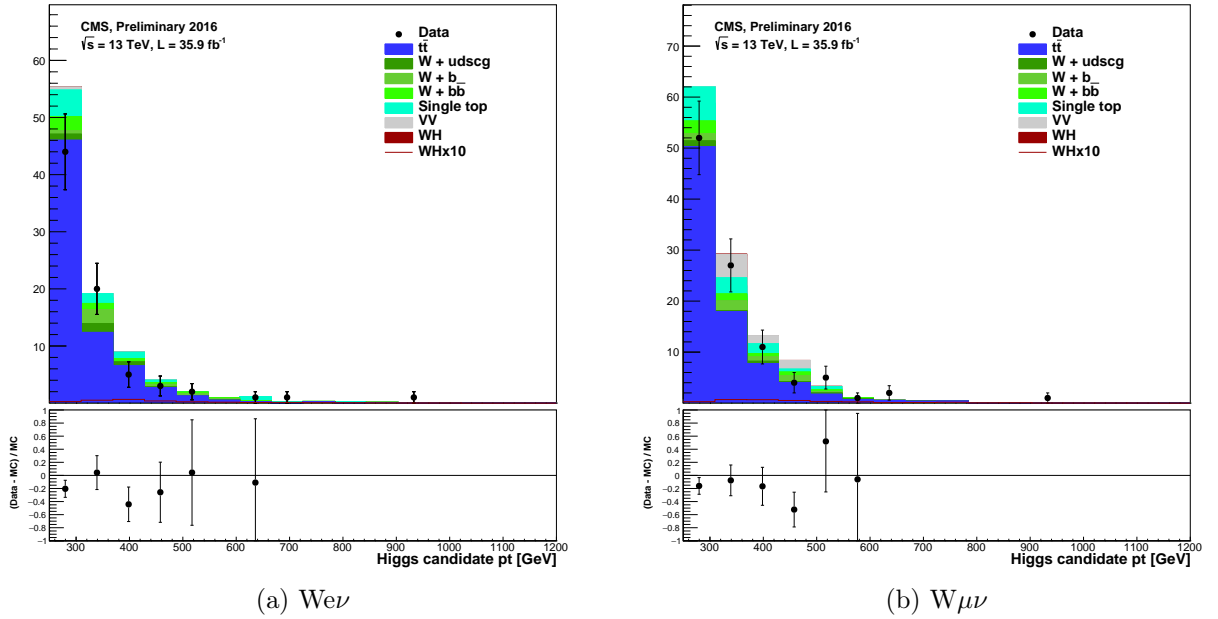 CMS, Preliminary 2016
√s = 13 TeV, L = 35.9 fb⁻¹
Data
tt̄
W + udscg
W + b
W + bb̄
Single top
VV
WH
WHx10
60
50
40
30
20
10
(Data - MC) / MC
1
0.8
0.6
0.4
0.2
0
−0.2
−0.4
−0.6
−0.8
−1
300 400 500 600 700 800 900 1000 1100 1200
Higgs candidate pt [GeV]
(a) Weν
CMS, Preliminary 2016
√s = 13 TeV, L = 35.9 fb⁻¹
Data
tt̄
W + udscg
W + b
W + bb̄
Single top
VV
WH
WHx10
70
60
50
40
30
20
10
(Data - MC) / MC
1
0.8
0.6
0.4
0.2
0
−0.2
−0.4
−0.6
−0.8
−1
300 400 500 600 700 800 900 1000 1100 1200
Higgs candidate pt [GeV]
(b) Wμν